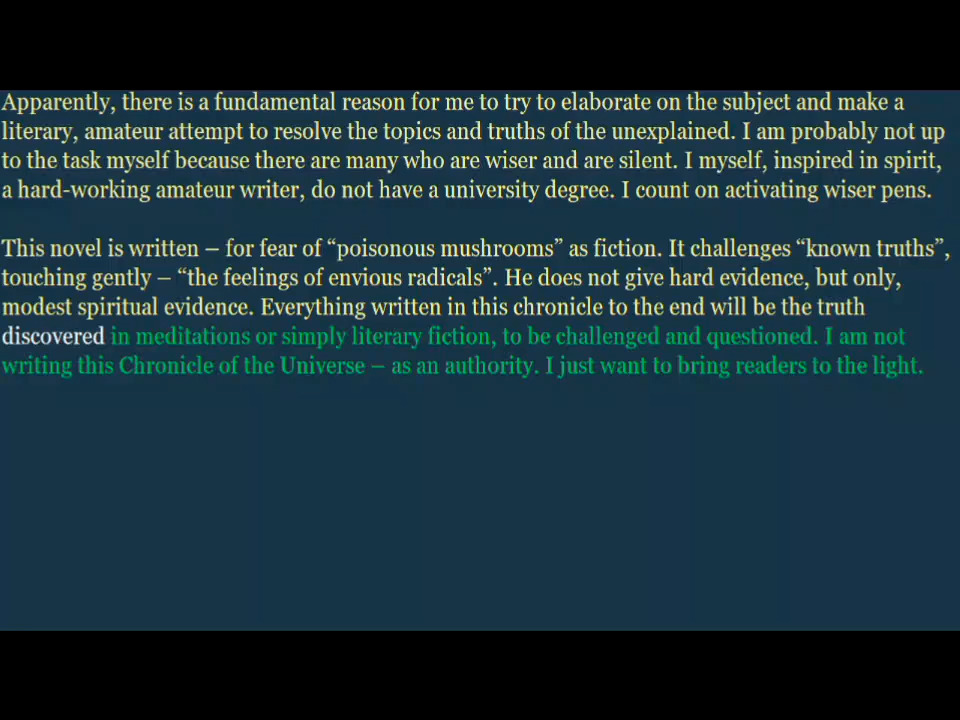 Apparently, there is a fundamental reason for me to try to elaborate on the subject and make a
literary, amateur attempt to resolve the topics and truths of the unexplained. I am probably not up
to the task myself because there are many who are wiser and are silent. I myself, inspired in spirit,
a hard-working amateur writer, do not have a university degree. I count on activating wiser pens.
This novel is written – for fear of “poisonous mushrooms” as fiction. It challenges “known truths”,
touching gently – “the feelings of envious radicals”. He does not give hard evidence, but only,
modest spiritual evidence. Everything written in this chronicle to the end will be the truth
discovered in meditations or simply literary fiction, to be challenged and questioned. I am not
writing this Chronicle of the Universe – as an authority. I just want to bring readers to the light.